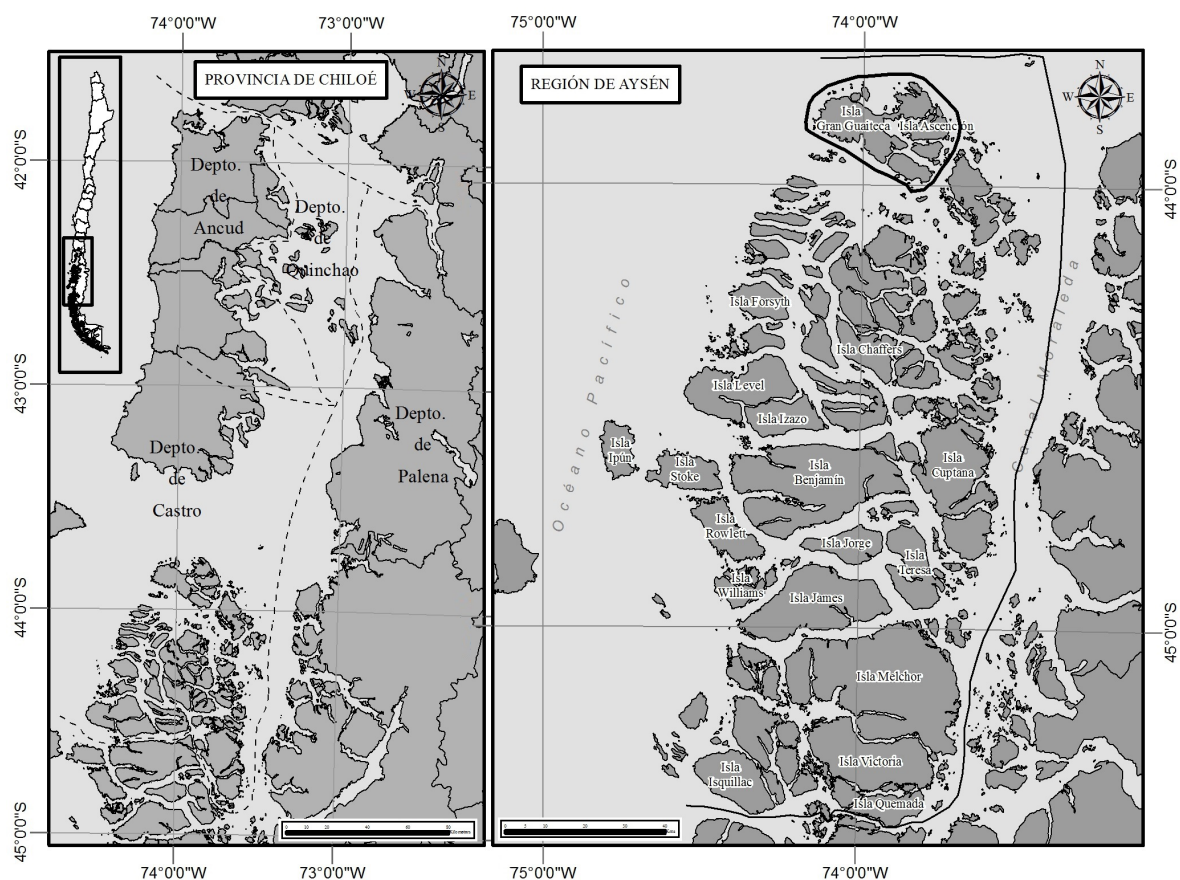 74°0'0"W
73°0'0"W
75°0'0"W
74°0'0"W
PROVINCIA DE CHILOÉ
N
E
42°0'0"S
43°0'0"S
44°0'0"S
45°0'0"S
Depto.
de
Ancud
Depto.
de
Quinchao
Depto.
de
Castro
Depto.
de
Palena
74°0'0"W
73°0'0"W
REGIÓN DE AYSÉN
N
W
E
S
Isla
Gran Guaiteca
Isla Ascención
44°0'0"S
Océano Pacífico
Canal Moraleda
Isla Forsyth
Isla Chaffers
Isla Level
Isla Izazo
Isla
Ipún
Isla
Stoke
Isla
Benjamín
Isla
Cuptana
Isla
Rowlett
Isla Jorge
Isla
Teresa
Isla
Williams
Isla James
45°0'0"S
Isla Melchor
Isla Victoria
Isla
Isquillac
Isla Quemada
75°0'0"W
74°0'0"W